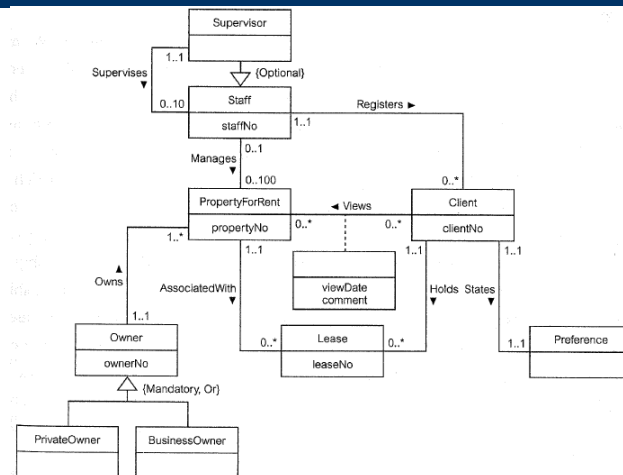 Supervisor
1..1
Supervises
{Optional}
0..10
Staff
staffNo
Registers
1..1
0..1
Manages
0..100
0..*
PropertyForRent
propertyNo
Views
Client
clientNo
1..*
0..*
0..*
1..1
1..1
1..1
Owns
AssociatedWith
viewDate
comment
Holds
States
1..1
Owner
ownerNo
0..*
Lease
leaseNo
0..*
1..1
Preference
{Mandatory, Or}
PrivateOwner
BusinessOwner